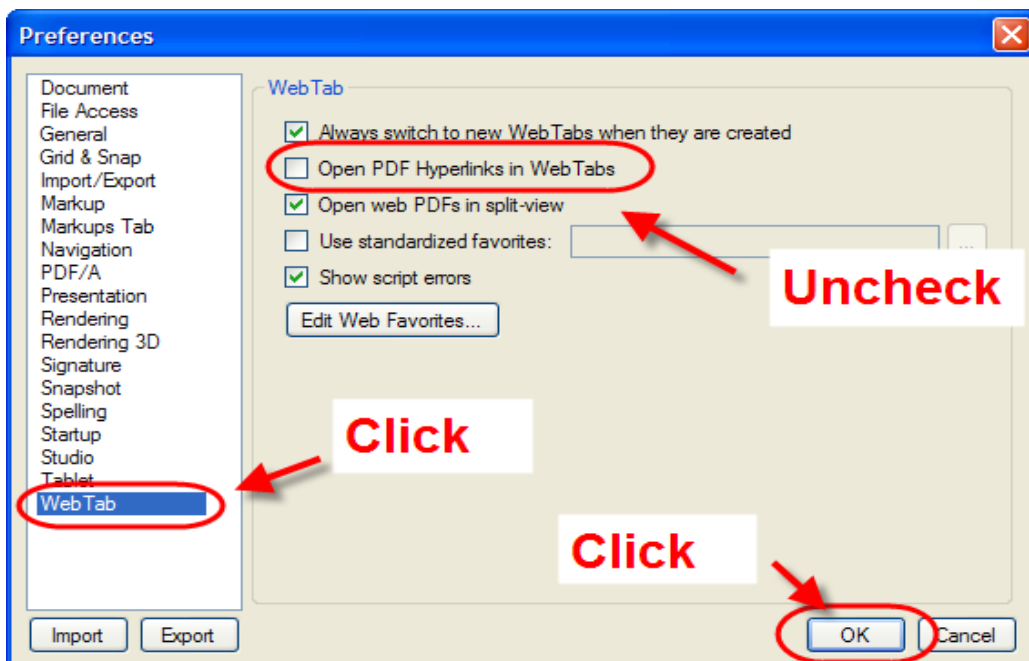 Preferences
Document
File Access
General
Grid & Snap
Import/Export
Markup
Markups Tab
Navigation
PDF/A
Presentation
Rendering
Rendering 3D
Signature
Snapshot
Spelling
Startup
Studio
Tablet
WebTab
WebTab
Always switch to new WebTabs when they are created
Open PDF Hyperlinks in WebTabs
Open web PDFs in split-view
Use standardized favorites:
...
Show script errors
Edit Web Favorites...
Uncheck
Click
Click
Import
Export
OK
Cancel